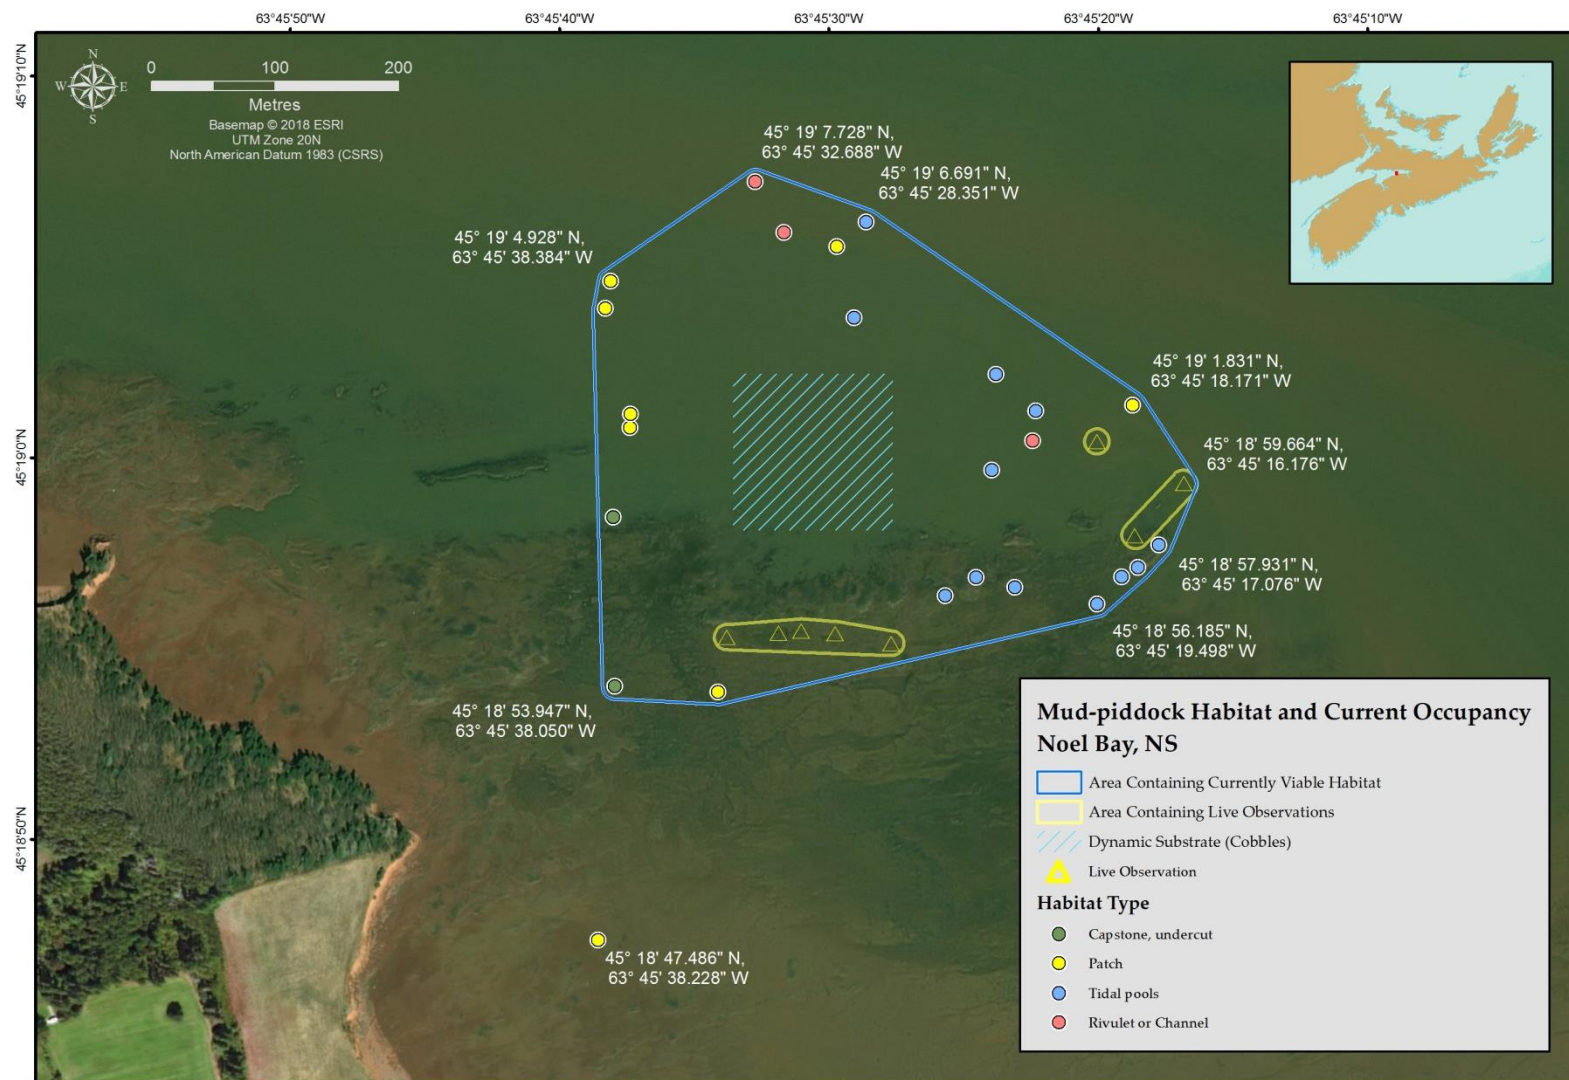 63°45'50"W
63°45'40"W
63°45'30"W
63°45'20"W
63°45'10"W
45°19'10"N
45°19'0"N
45°18'50"N
N
W
E
S
0
100
200
Metres
Basemap © 2018 ESRI
UTM Zone 20N
North American Datum 1983 (CSRS)
45° 19' 7.728" N,
63° 45' 32.688" W
45° 19' 6.691" N,
63° 45' 28.351" W
45° 19' 4.928" N,
63° 45' 38.384" W
45° 19' 1.831" N,
63° 45' 18.171" W
45° 18' 59.664" N,
63° 45' 16.176" W
45° 18' 57.931" N,
63° 45' 17.076" W
45° 18' 56.185" N,
63° 45' 19.498" W
45° 18' 53.947" N,
63° 45' 38.050" W
45° 18' 47.486" N,
63° 45' 38.228" W
Mud-piddock Habitat and Current Occupancy
Noel Bay, NS
Area Containing Currently Viable Habitat
Area Containing Live Observations
Dynamic Substrate (Cobbles)
Live Observation
Habitat Type
Capstone, undercut
Patch
Tidal pools
Rivulet or Channel